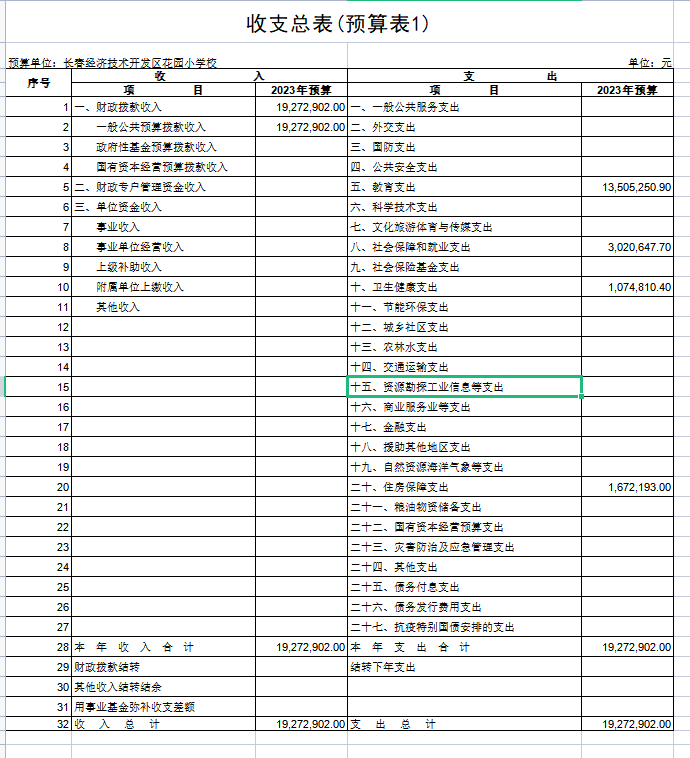 收支总表(预算表1)
预算单位：长春经济技术开发区花园小学校 单位：元
序号 收 入 支 出
项 目 2023年预算 项 目 2023年预算
1 一、财政拨款收入 19,272,902.00 一、一般公共服务支出
2 一般公共预算拨款收入 19,272,902.00 二、外交支出
3 政府性基金预算拨款收入 三、国防支出
4 国有资本经营预算拨款收入 四、公共安全支出
5 二、财政专户管理资金收入 五、教育支出 13,505,250.90
6 三、单位资金收入 六、科学技术支出
7 事业收入 七、文化旅游体育与传媒支出
8 事业单位经营收入 八、社会保障和就业支出 3,020,647.70
9 上级补助收入 九、社会保险基金支出
10 附属单位上缴收入 十、卫生健康支出 1,074,810.40
11 其他收入 十一、节能环保支出
12 十二、城乡社区支出
13 十三、农林水支出
14 十四、交通运输支出
15 十五、资源勘探工业信息等支出
16 十六、商业服务业等支出
17 十七、金融支出
18 十八、援助其他地区支出
19 十九、自然资源海洋气象等支出
20 二十、住房保障支出 1,672,193.00
21 二十一、粮油物资储备支出
22 二十二、国有资本经营预算支出
23 二十三、灾害防治及应急管理支出
24 二十四、其他支出
25 二十五、债务付息支出
26 二十六、债务发行费用支出
27 二十七、抗疫特别国债安排的支出
28 本 年 收 入 合 计 19,272,902.00 本 年 支 出 合 计 19,272,902.00
29 财政拨款结转 结转下年支出
30 其他收入结转结余
31 用事业基金弥补收支差额
32 收 入 总 计 19,272,902.00 支 出 总 计 19,272,902.00